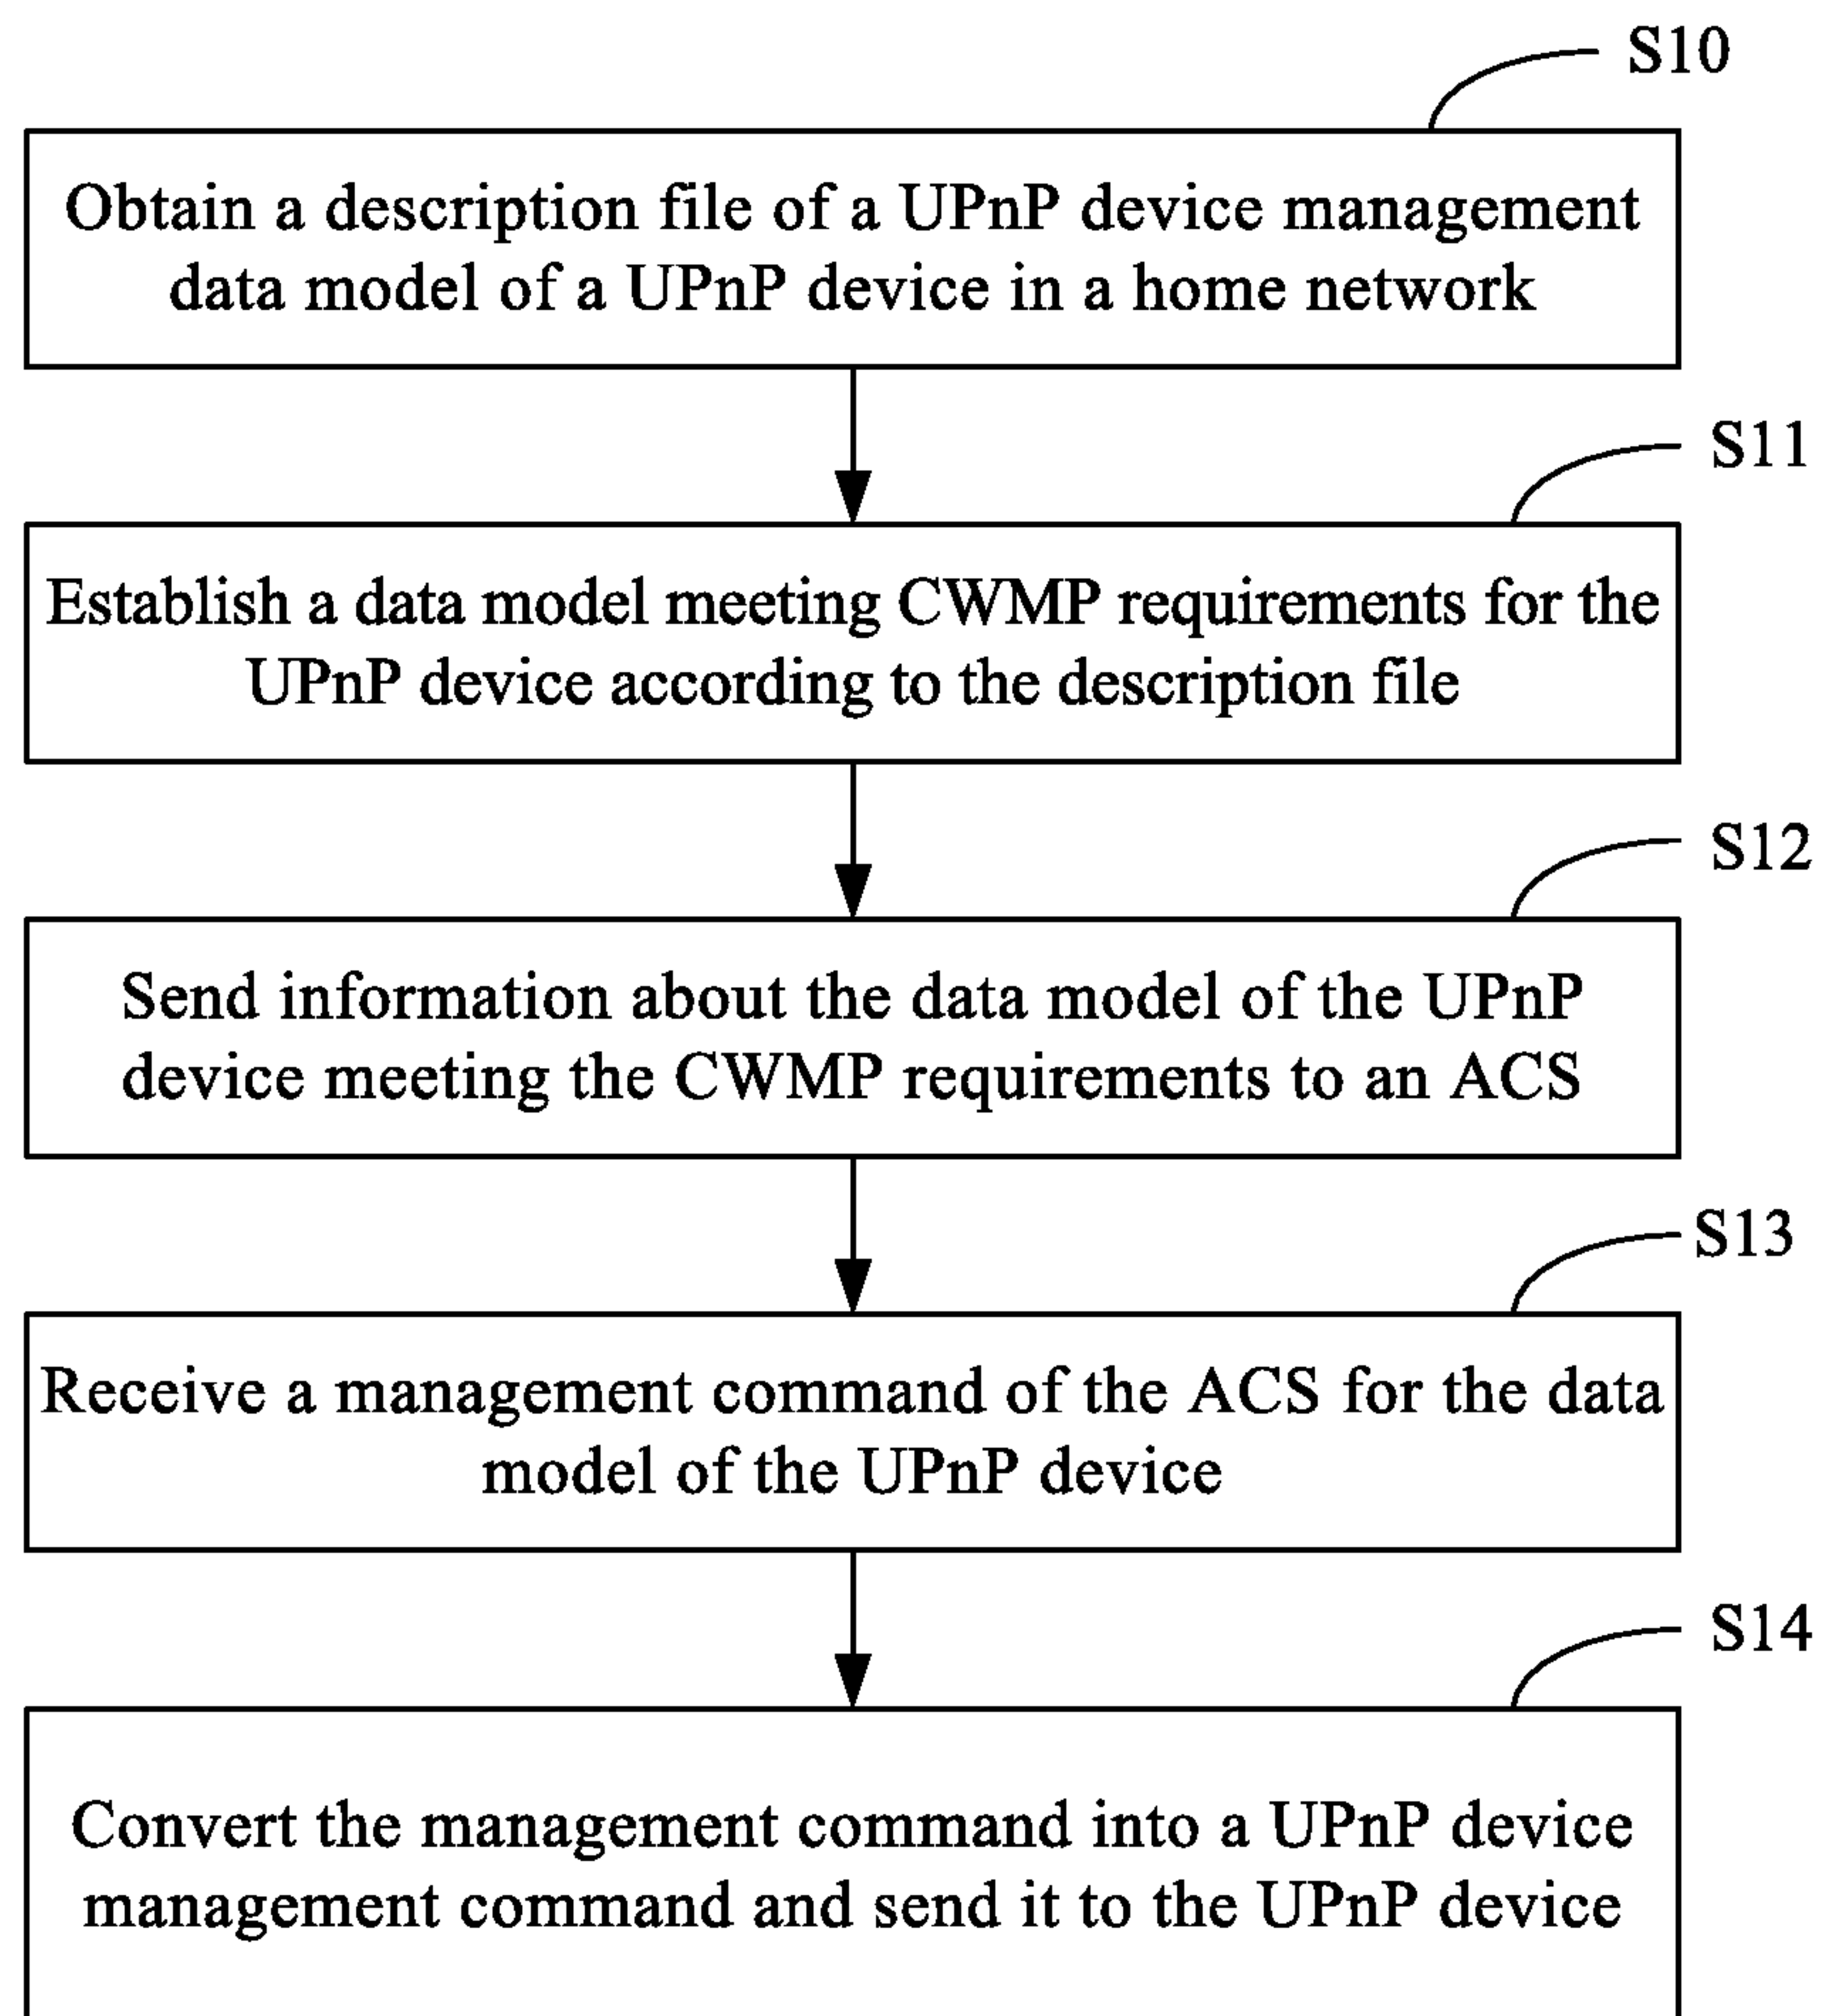 S10
Obtain a description file of a UPnP device management
data model of a UPnP device in a home network
S11
Establish a data model meeting CWMP requirements for the
UPnP device according to the description file
S12
Send information about the data model of the UPnP
device meeting the CWMP requirements to an ACS
S13
Receive a management command of the ACS for the data
model of the UPnP device
S14
Convert the management command into a UPnP device
management command and send it to the UPnP device